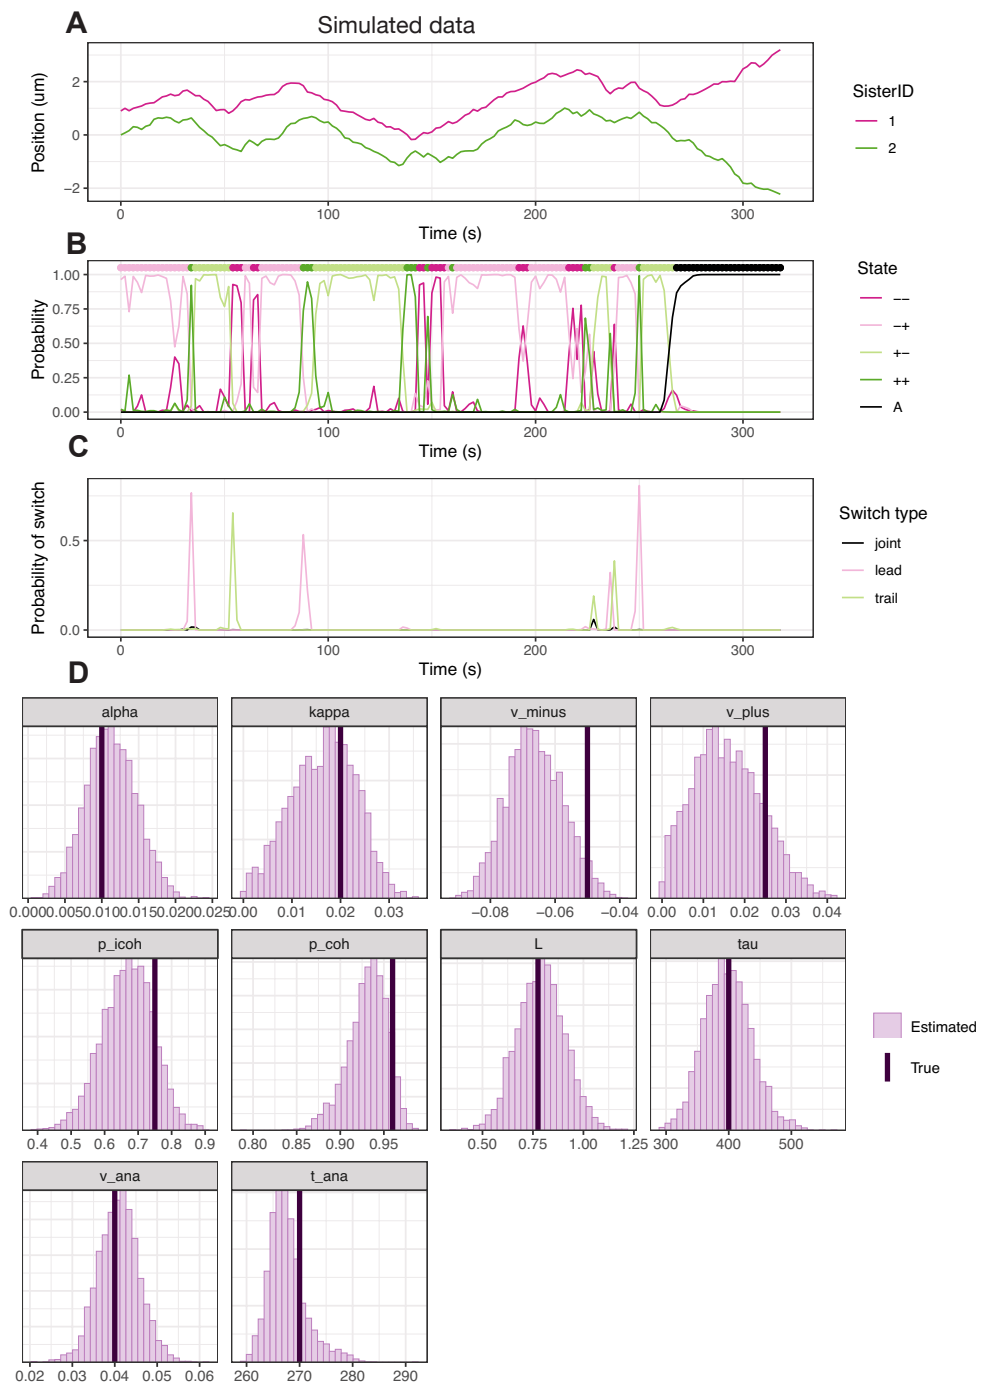 A
Simulated data
Position (um)
2
0
−2
0 100 200 300
Time (s)
SisterID
1
2
B
Probability
1.00
0.75
0.50
0.25
0.00
0 100 200 300
Time (s)
State
−−
−+
+−
++
A
C
Probability of switch
0.5
0.0
0 100 200 300
Time (s)
Switch type
joint
lead
trail
D
alpha kappa v_minus v_plus
0.0000.0050.0100.0150.0200.025 0.00 0.01 0.02 0.03 −0.08 −0.06 −0.04 0.00 0.01 0.02 0.03 0.04
p_icoh p_coh L tau
0.4 0.5 0.6 0.7 0.8 0.9 0.80 0.85 0.90 0.95 0.50 0.75 1.00 1.25 300 400 500
Estimated
True
v_ana t_ana
0.02 0.03 0.04 0.05 0.06 260 270 280 290